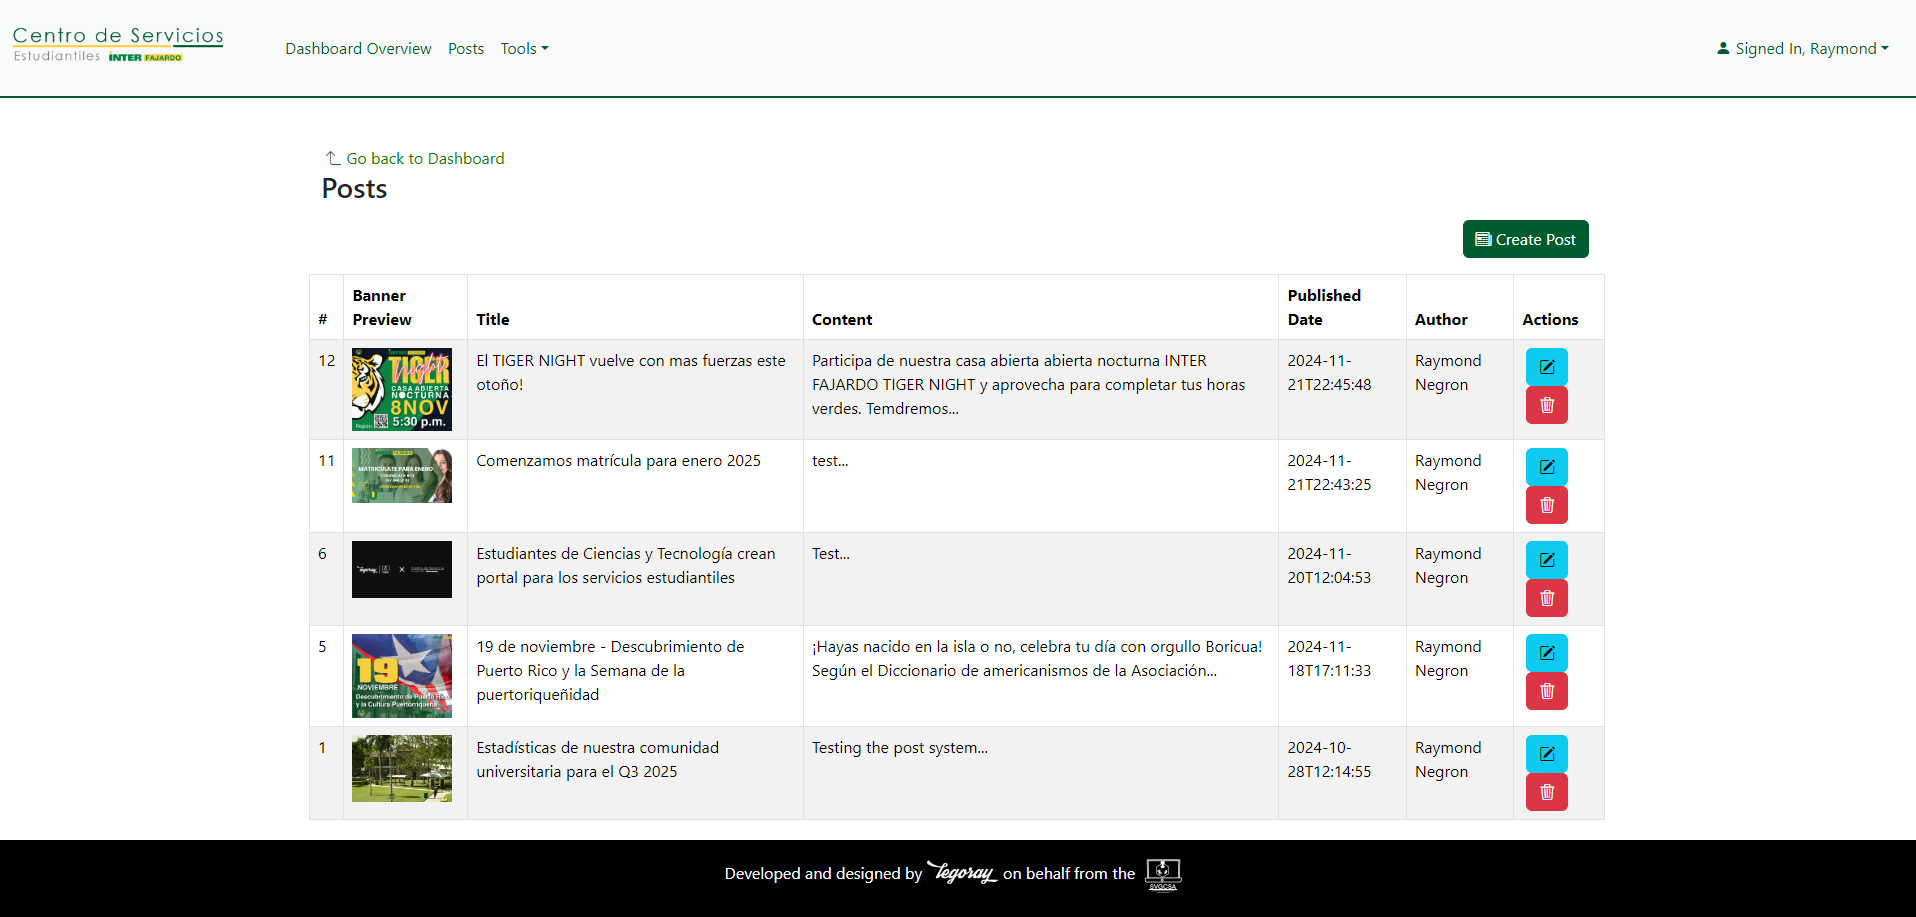 Centro de Servicios
Estudiantiles INTER FAJARDO
Dashboard Overview Posts Tools
Signed In, Raymond
Go back to Dashboard
Posts
Create Post
# Banner Preview Title Content Published Date Author Actions
12
INTER
TIGER
Night
CASA ABIERTA
NOCTURNA
8NOV
5:30 p.m.
El TIGER NIGHT vuelve con mas fuerzas este
otoño!
Participa de nuestra casa abierta abierta nocturna INTER
FAJARDO TIGER NIGHT y aprovecha para completar tus horas
verdes. Temdremos...
2024-11-
21T22:45:48
Raymond
Negron
11
MATRICÚLATE PARA ENERO
Comenzamos matrícula para enero 2025
test...
2024-11-
21T22:43:25
Raymond
Negron
6
legoray
x
Centro de Servicios
Estudiantes de Ciencias y Tecnología crean
portal para los servicios estudiantiles
Test...
2024-11-
20T12:04:53
Raymond
Negron
5
19
NOVIEMBRE
Descubrimiento de Puerto Rico
y la Cultura Puertorriqueña
19 de noviembre - Descubrimiento de
Puerto Rico y la Semana de la
puertoriqueñidad
¡Hayas nacido en la isla o no, celebra tu día con orgullo Boricua!
Según el Diccionario de americanismos de la Asociación...
2024-11-
18T17:11:33
Raymond
Negron
1
Estadísticas de nuestra comunidad
universitaria para el Q3 2025
Testing the post system...
2024-10-
28T12:14:55
Raymond
Negron
Developed and designed by legoray on behalf from the SVGCSA